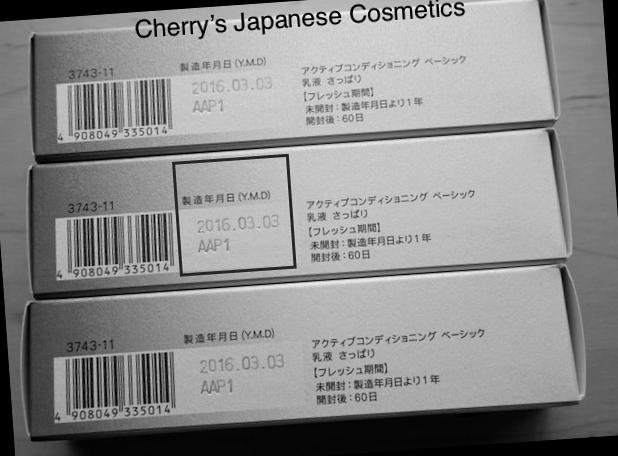 Cherry's Japanese Cosmetics
3743-11
4 908049 335014
製造年月日(Y.M.D)
2016.03.03
AAP1
アクティブコンディショニング ベーシック
乳液 さっぱり
【フレッシュ期間】
未開封：製造年月日より1年
開封後：60日
3743-11
4 908049 335014
製造年月日(Y.M.D)
2016.03.03
AAP1
アクティブコンディショニング ベーシック
乳液 さっぱり
【フレッシュ期間】
未開封：製造年月日より1年
開封後：60日
3743-11
4 908049 335014
製造年月日(Y.M.D)
2016.03.03
AAP1
アクティブコンディショニング ベーシック
乳液 さっぱり
【フレッシュ期間】
未開封：製造年月日より1年
開封後：60日